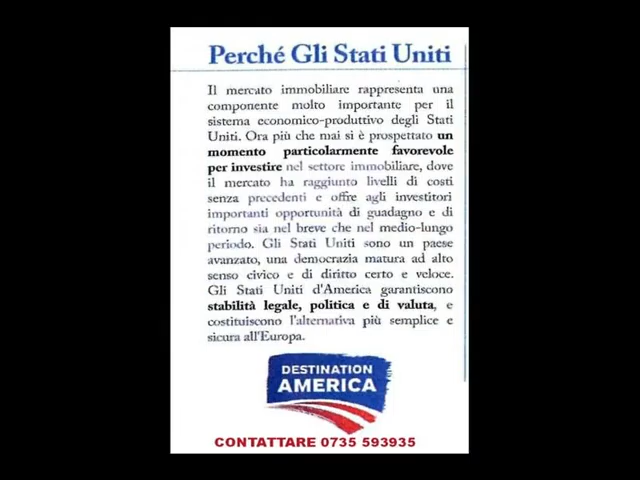 Perché Gli Stati Uniti
Il mercato immobiliare rappresenta una
componente molto importante per il
sistema economico-produttivo degli Stati
Uniti. Ora più che mai si è prospettato un
momento particolarmente favorevole
per investire nel settore immobiliare, dove
il mercato ha raggiunto livelli di costi
senza precedenti e offre agli investitori
importanti opportunità di guadagno e di
ritorno sia nel breve che nel medio-lungo
periodo. Gli Stati Uniti sono un paese
avanzato, una democrazia matura ad alto
senso civico e di diritto certo e veloce.
Gli Stati Uniti d'America garantiscono
stabilità legale, politica e di valuta, e
costituiscono l'alternativa più semplice e
sicura all'Europa.
DESTINATION
AMERICA
CONTATTARE 0735 593935